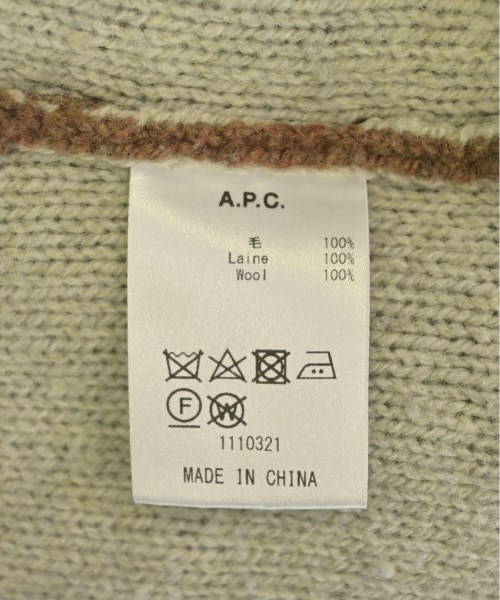 A.P.C.
毛 100%
Laine 100%
Wool 100%
F W
1110321
MADE IN CHINA